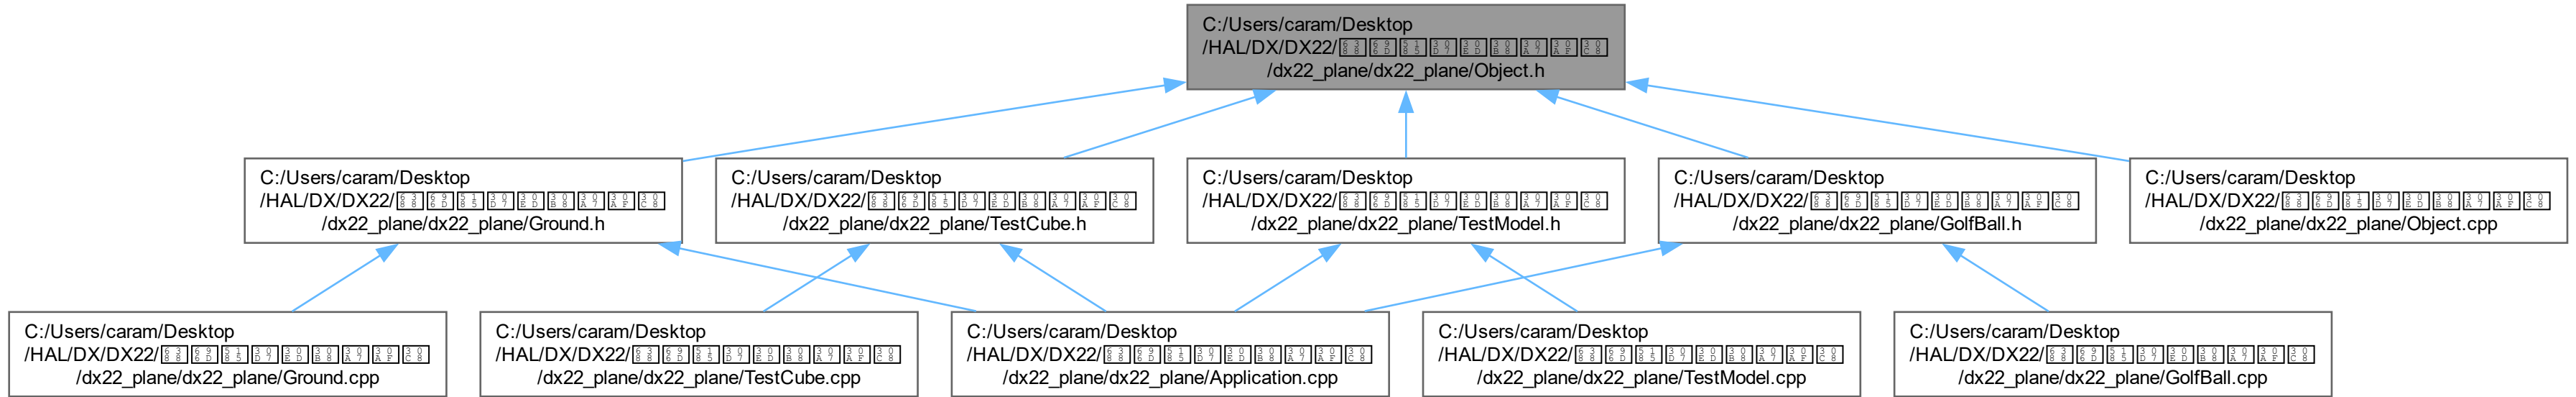 C:/Users/caram/Desktop
/HAL/DX/DX22/
/dx22_plane/dx22_plane/Object.h
C:/Users/caram/Desktop
/HAL/DX/DX22/
/dx22_plane/dx22_plane/Ground.h
C:/Users/caram/Desktop
/HAL/DX/DX22/
/dx22_plane/dx22_plane/TestCube.h
C:/Users/caram/Desktop
/HAL/DX/DX22/
/dx22_plane/dx22_plane/TestModel.h
C:/Users/caram/Desktop
/HAL/DX/DX22/
/dx22_plane/dx22_plane/GolfBall.h
C:/Users/caram/Desktop
/HAL/DX/DX22/
/dx22_plane/dx22_plane/Object.cpp
C:/Users/caram/Desktop
/HAL/DX/DX22/
/dx22_plane/dx22_plane/Ground.cpp
C:/Users/caram/Desktop
/HAL/DX/DX22/
/dx22_plane/dx22_plane/TestCube.cpp
C:/Users/caram/Desktop
/HAL/DX/DX22/
/dx22_plane/dx22_plane/Application.cpp
C:/Users/caram/Desktop
/HAL/DX/DX22/
/dx22_plane/dx22_plane/TestModel.cpp
C:/Users/caram/Desktop
/HAL/DX/DX22/
/dx22_plane/dx22_plane/GolfBall.cpp